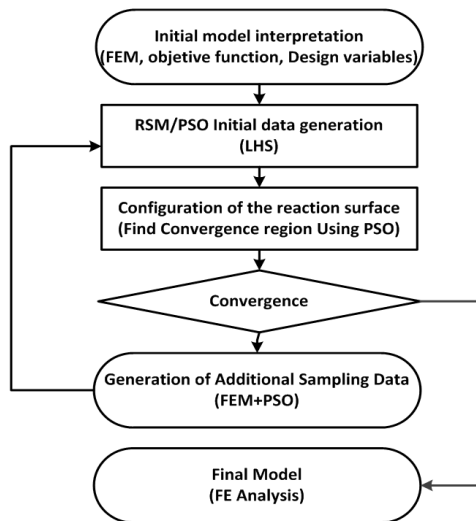 Initial model interpretation
(FEM, objetive function, Design variables)
RSM/PSO Initial data generation
(LHS)
Configuration of the reaction surface
(Find Convergence region Using PSO)
Convergence
Generation of Additional Sampling Data
(FEM+PSO)
Final Model
(FE Analysis)